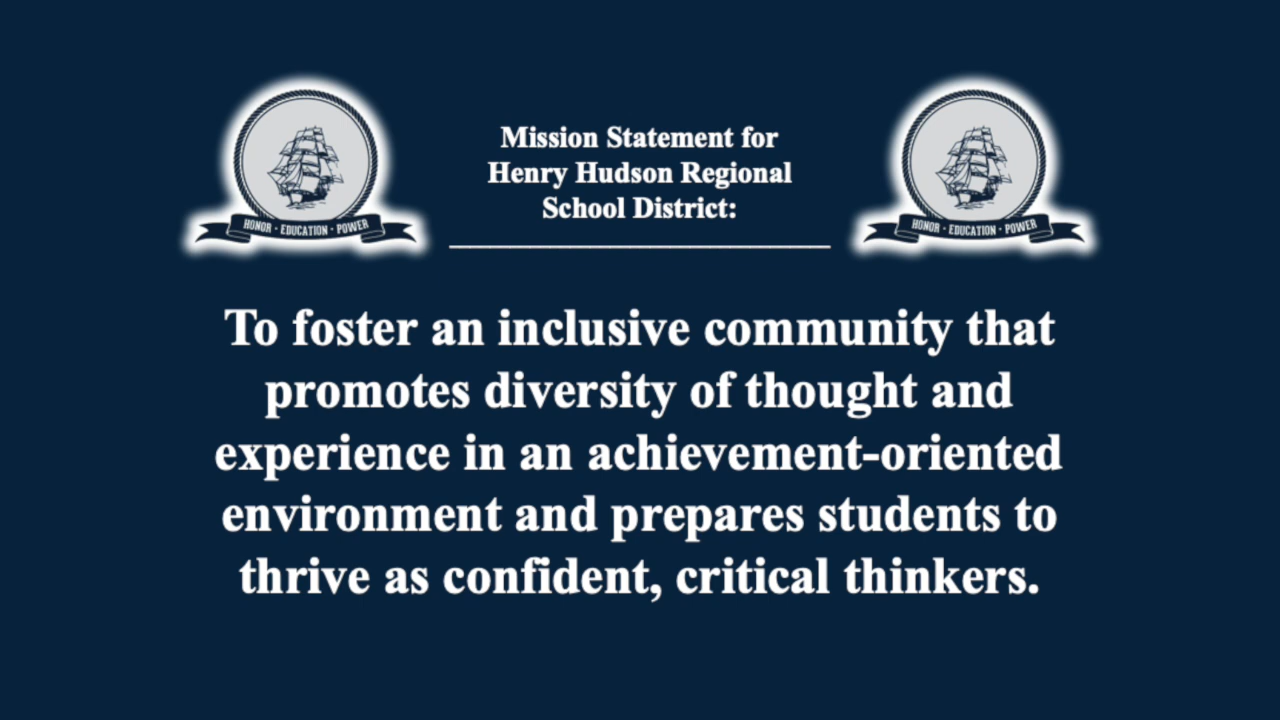 Mission Statement for
Henry Hudson Regional
School District:
HONOR · EDUCATION · POWER
HONOR · EDUCATION · POWER
To foster an inclusive community that
promotes diversity of thought and
experience in an achievement-oriented
environment and prepares students to
thrive as confident, critical thinkers.